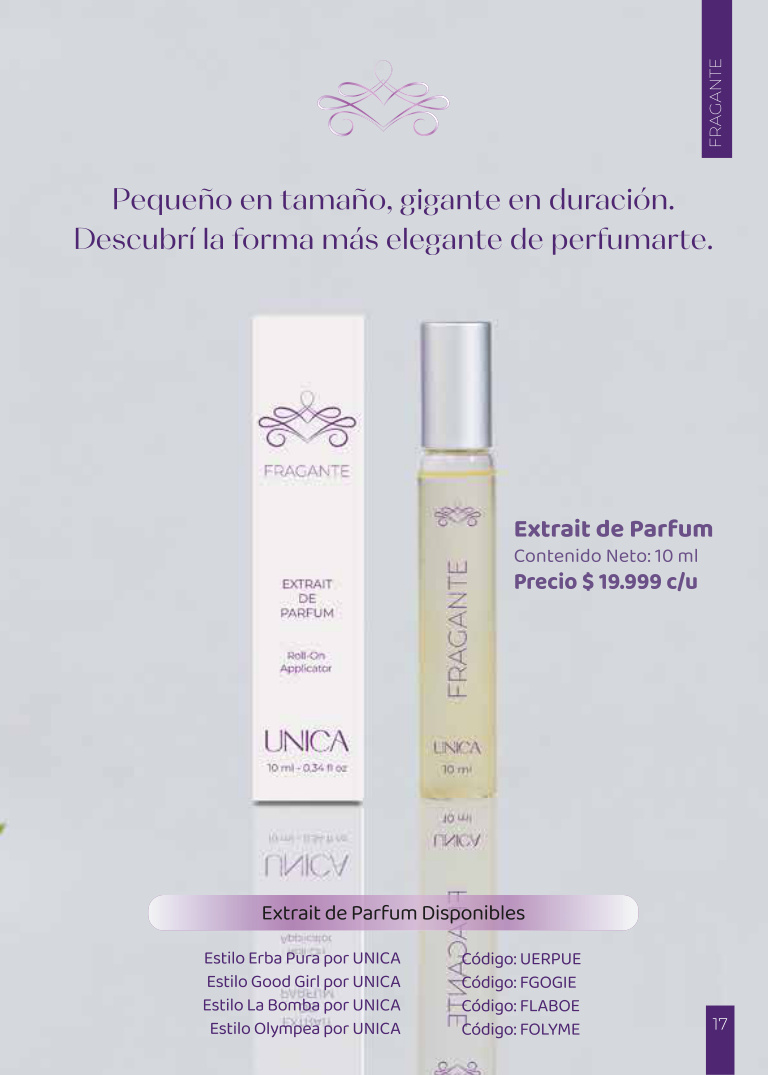 FRAGANTE
Pequeño en tamaño, gigante en duración.
Descubrí la forma más elegante de perfumarte.
FRAGANTE
EXTRAIT
DE
PARFUM
Roll-On
Applicator
UNICA
10 ml - 0,34 fl oz
FRAGANTE
UNICA
10 ml
Extrait de Parfum
Contenido Neto: 10 ml
Precio $ 19.999 c/u
Extrait de Parfum Disponibles
Estilo Erba Pura por UNICA Código: UERPUE
Estilo Good Girl por UNICA Código: FGOGIE
Estilo La Bomba por UNICA Código: FLABOE
Estilo Olympea por UNICA Código: FOLYME
17